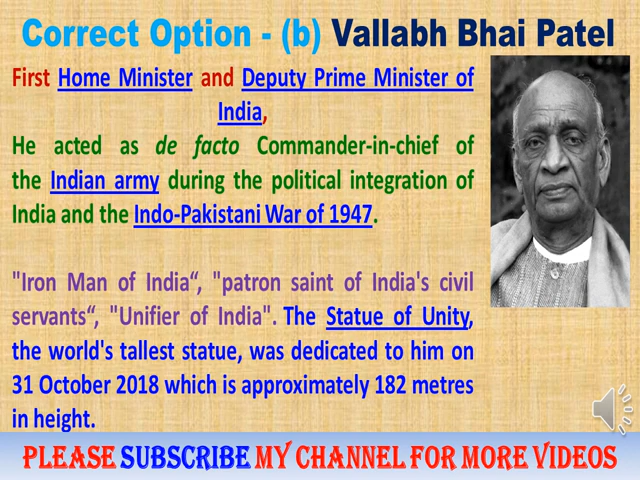 Correct Option - (b) Vallabh Bhai Patel
First Home Minister and Deputy Prime Minister of
India,
He acted as de facto Commander-in-chief of
the Indian army during the political integration of
India and the Indo-Pakistani War of 1947.
"Iron Man of India“, "patron saint of India's civil
servants“, "Unifier of India". The Statue of Unity,
the world's tallest statue, was dedicated to him on
31 October 2018 which is approximately 182 metres
in height.
PLEASE SUBSCRIBE MY CHANNEL FOR MORE VIDEOS